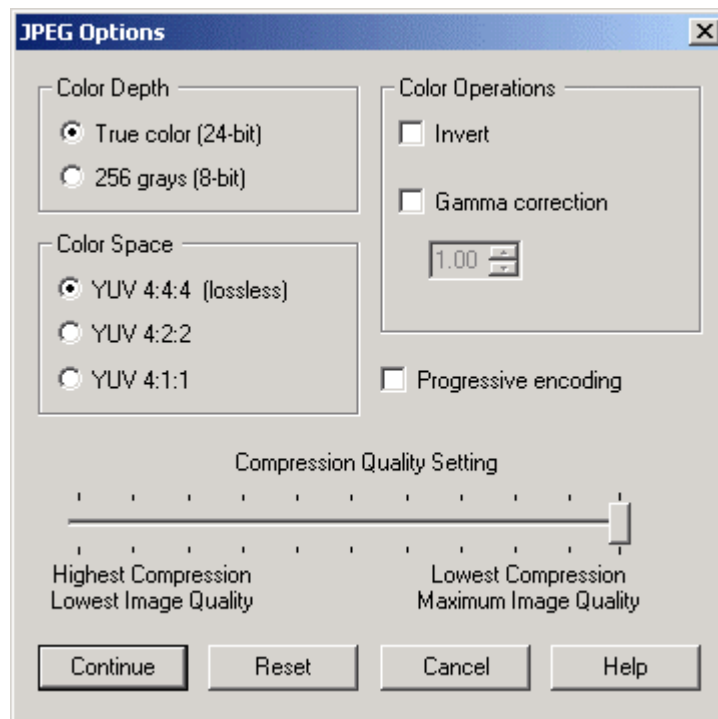 JPEG Options
Color Depth
True color (24-bit)
256 grays (8-bit)
Color Space
YUV 4:4:4 (lossless)
YUV 4:2:2
YUV 4:1:1
Color Operations
Invert
Gamma correction
1.00
Progressive encoding
Compression Quality Setting
Highest Compression
Lowest Image Quality
Lowest Compression
Maximum Image Quality
Continue
Reset
Cancel
Help